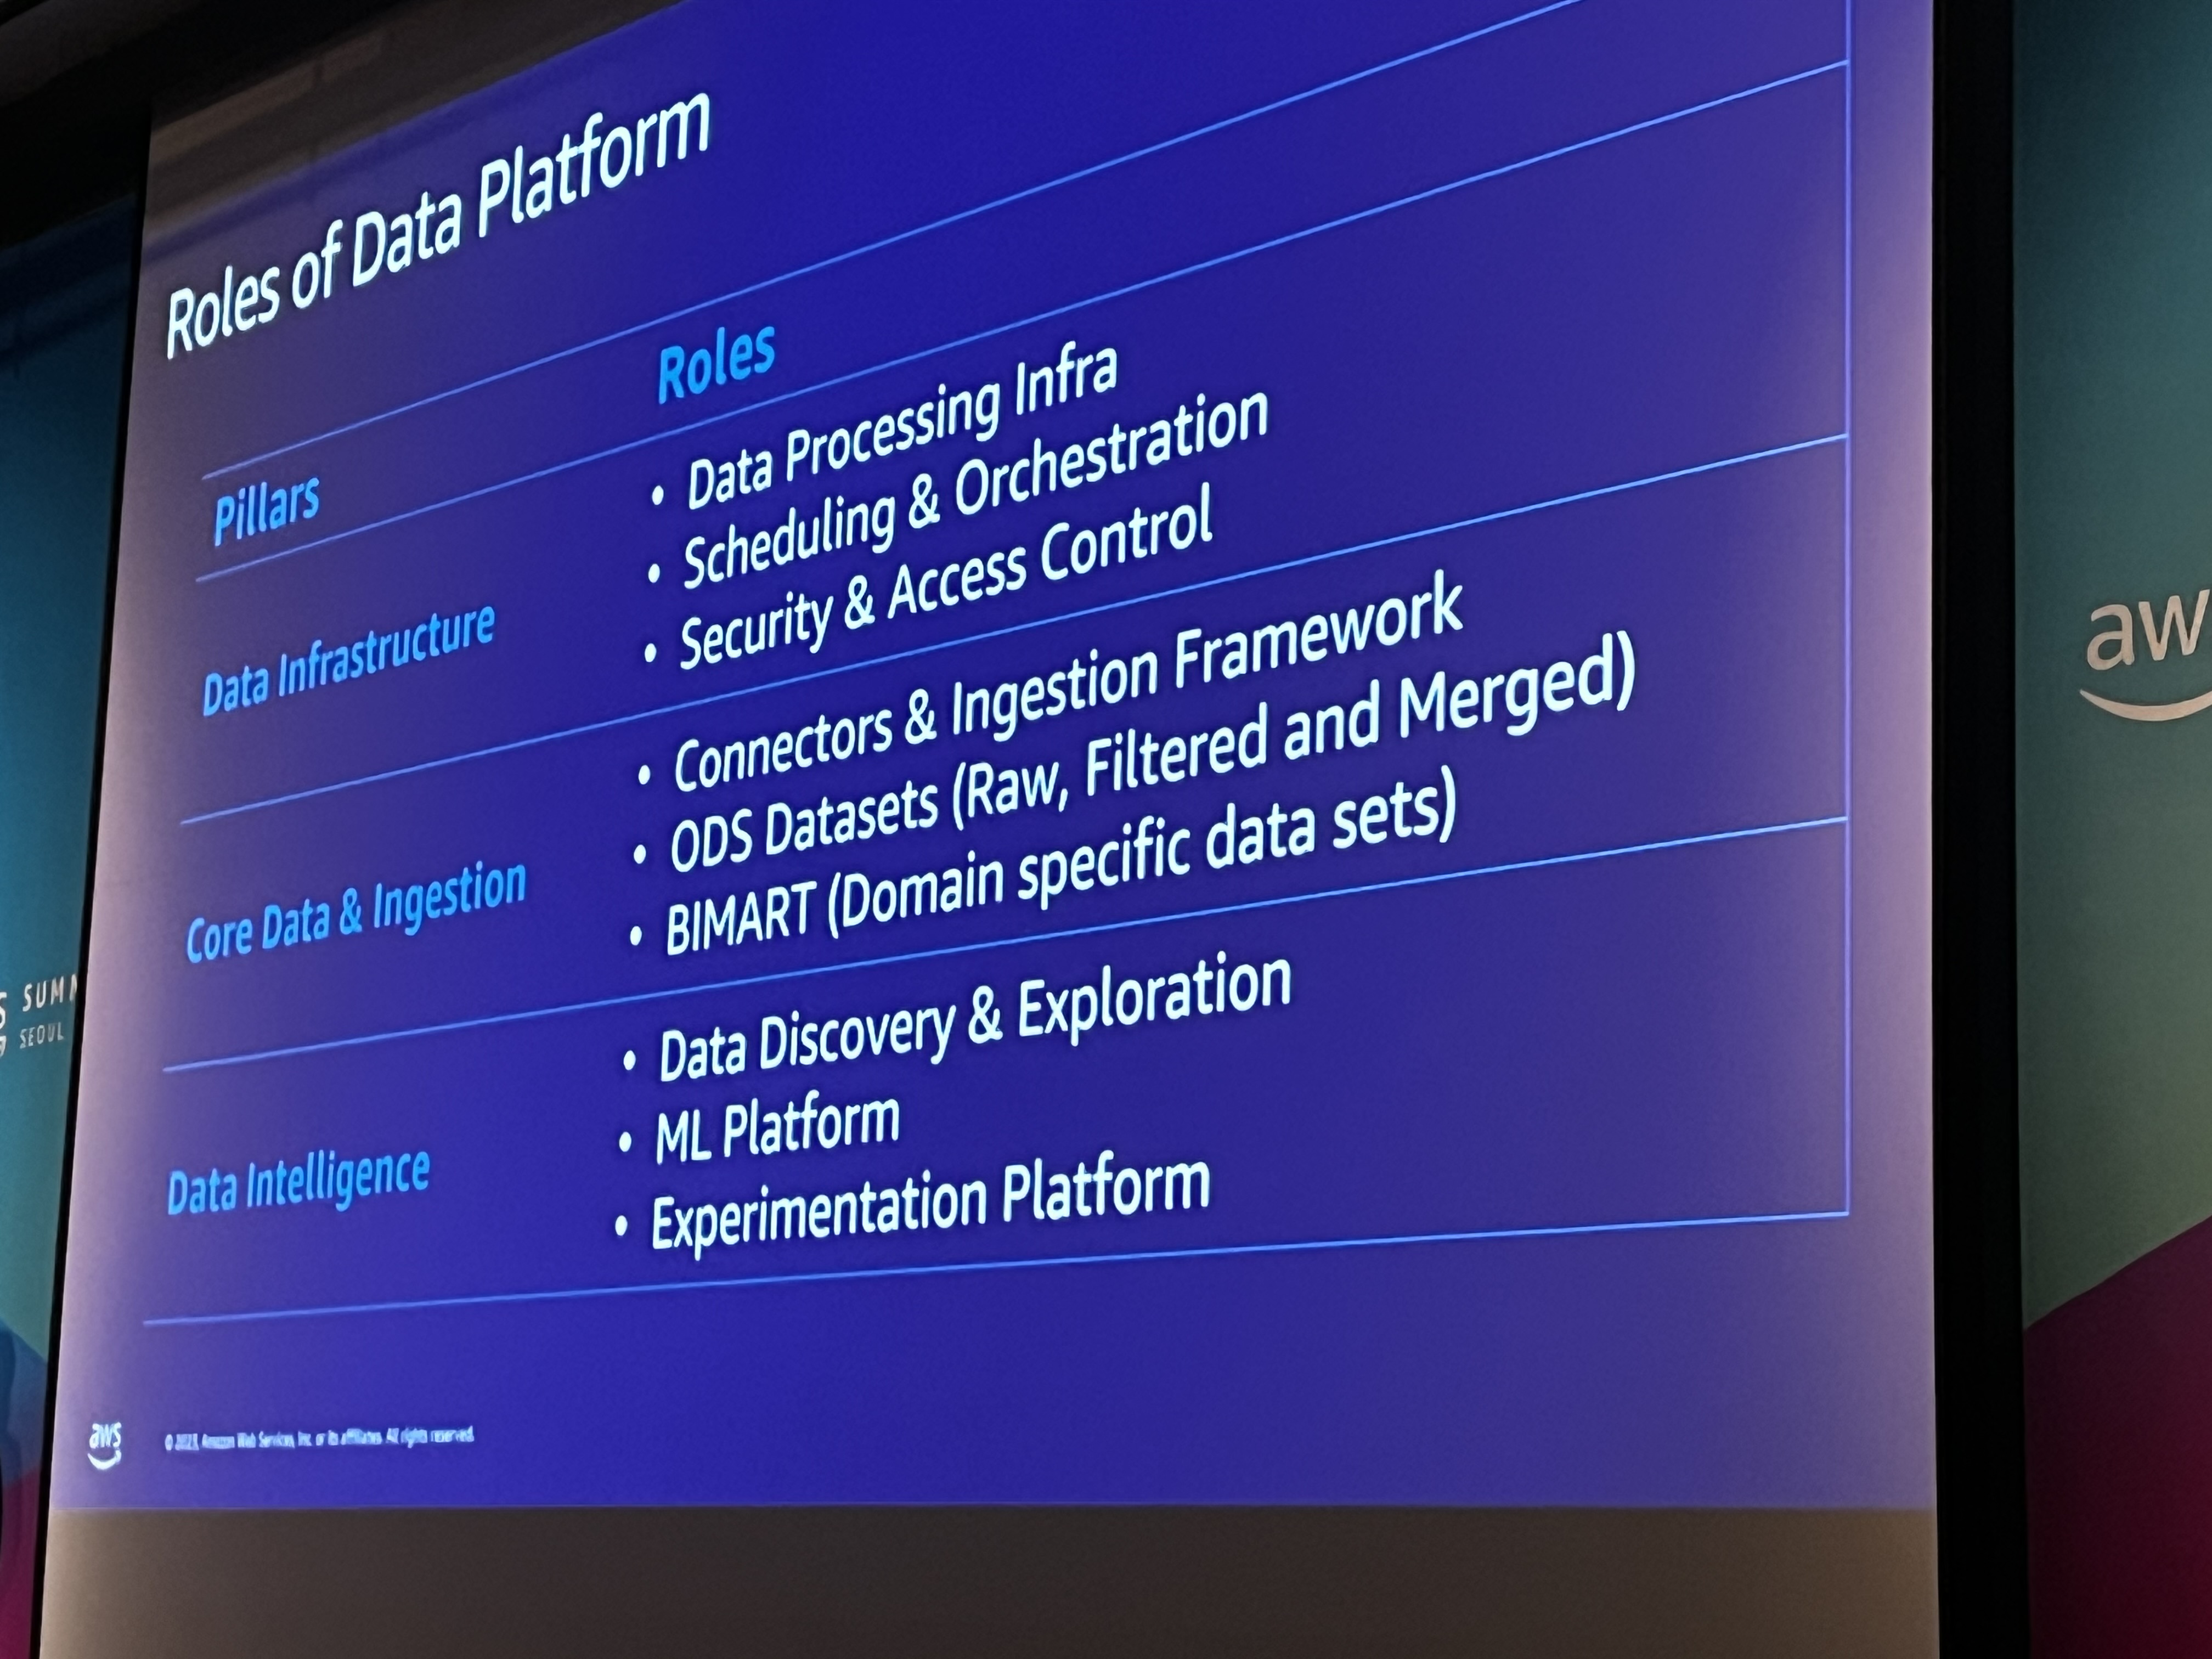 Roles of Data Platform
Pillars
Roles
Data Infrastructure
• Data Processing Infra
• Scheduling & Orchestration
• Security & Access Control
Core Data & Ingestion
• Connectors & Ingestion Framework
• ODS Datasets (Raw, Filtered and Merged)
• BIMART (Domain specific data sets)
Data Intelligence
• Data Discovery & Exploration
• ML Platform
• Experimentation Platform
aws
Amazon Web Services, Inc. or its affiliates. All rights reserved.
SUMM
SEOUL
aw